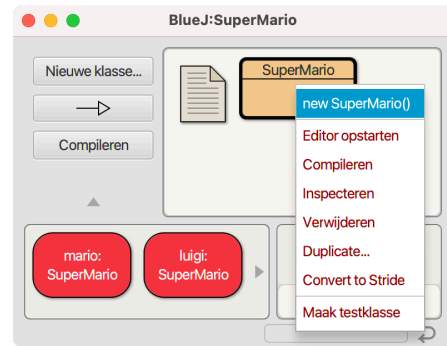 BlueJ:SuperMario
Nieuwe klasse...
Compileren
SuperMario
new SuperMario()
Editor opstarten
Compileren
Inspecteren
Verwijderen
Duplicate...
Convert to Stride
Maak testklasse
mario:
SuperMario
luigi:
SuperMario